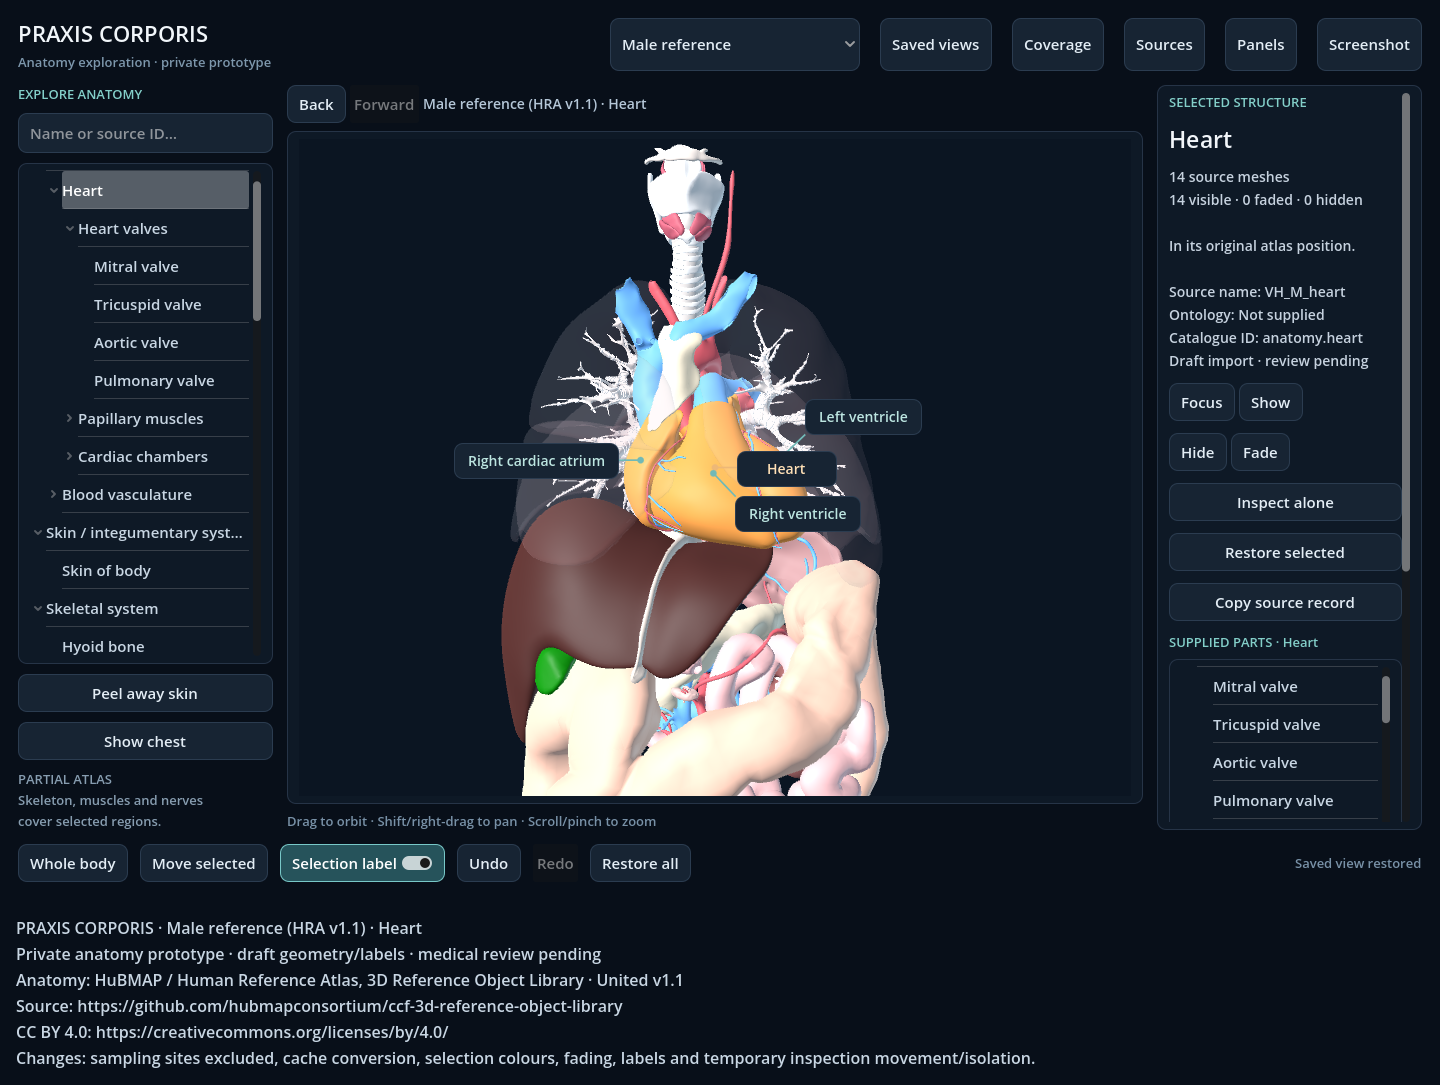 PRAXIS CORPORIS
Anatomy exploration · private prototype
Male reference
Saved views
Coverage
Sources
Panels
Screenshot
EXPLORE ANATOMY
Name or source ID...
Heart
Heart valves
Mitral valve
Tricuspid valve
Aortic valve
Pulmonary valve
Papillary muscles
Cardiac chambers
Blood vasculature
Skin / integumentary syst...
Skin of body
Skeletal system
Hyoid bone
Peel away skin
Show chest
PARTIAL ATLAS
Skeleton, muscles and nerves
cover selected regions.
Back
Forward
Male reference (HRA v1.1) · Heart
Left ventricle
Right cardiac atrium
Heart
Right ventricle
Drag to orbit · Shift/right-drag to pan · Scroll/pinch to zoom
SELECTED STRUCTURE
Heart
14 source meshes
14 visible · 0 faded · 0 hidden
In its original atlas position.
Source name: VH_M_heart
Ontology: Not supplied
Catalogue ID: anatomy.heart
Draft import · review pending
Focus
Show
Hide
Fade
Inspect alone
Restore selected
Copy source record
SUPPLIED PARTS · Heart
Mitral valve
Tricuspid valve
Aortic valve
Pulmonary valve
Whole body
Move selected
Selection label
Undo
Redo
Restore all
Saved view restored
PRAXIS CORPORIS · Male reference (HRA v1.1) · Heart
Private anatomy prototype · draft geometry/labels · medical review pending
Anatomy: HuBMAP / Human Reference Atlas, 3D Reference Object Library · United v1.1
Source: https://github.com/hubmapconsortium/ccf-3d-reference-object-library
CC BY 4.0: https://creativecommons.org/licenses/by/4.0/
Changes: sampling sites excluded, cache conversion, selection colours, fading, labels and temporary inspection movement/isolation.